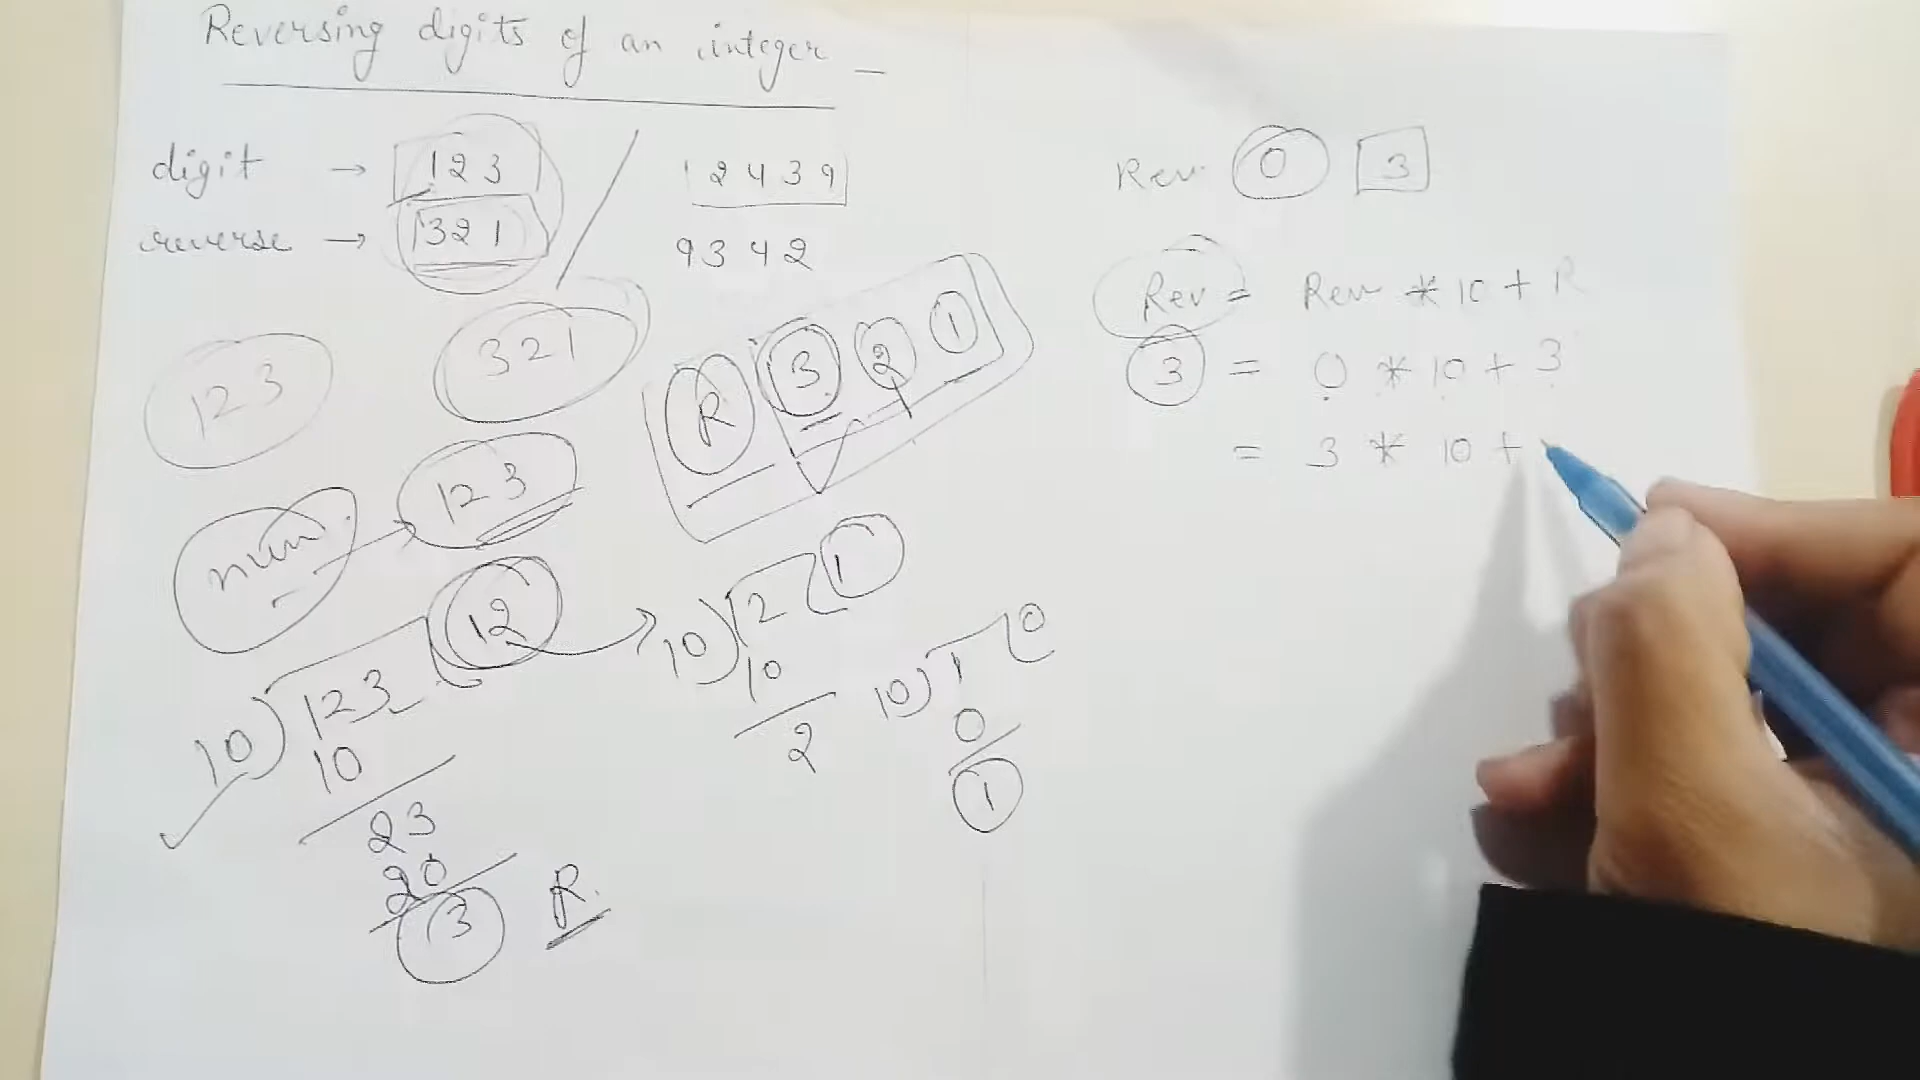 Reversing digits of an integer -
digit → 123
reverse → 321
12439
9342
123
321
R 3 2 1
num → 123
10) 123 (12
10
23
20
3 R.
10) 12 (1
10
2
10) 1 (0
0
1
Rev. 0 3
Rev = Rev * 10 + R
3 = 0 * 10 + 3
= 3 * 10 +